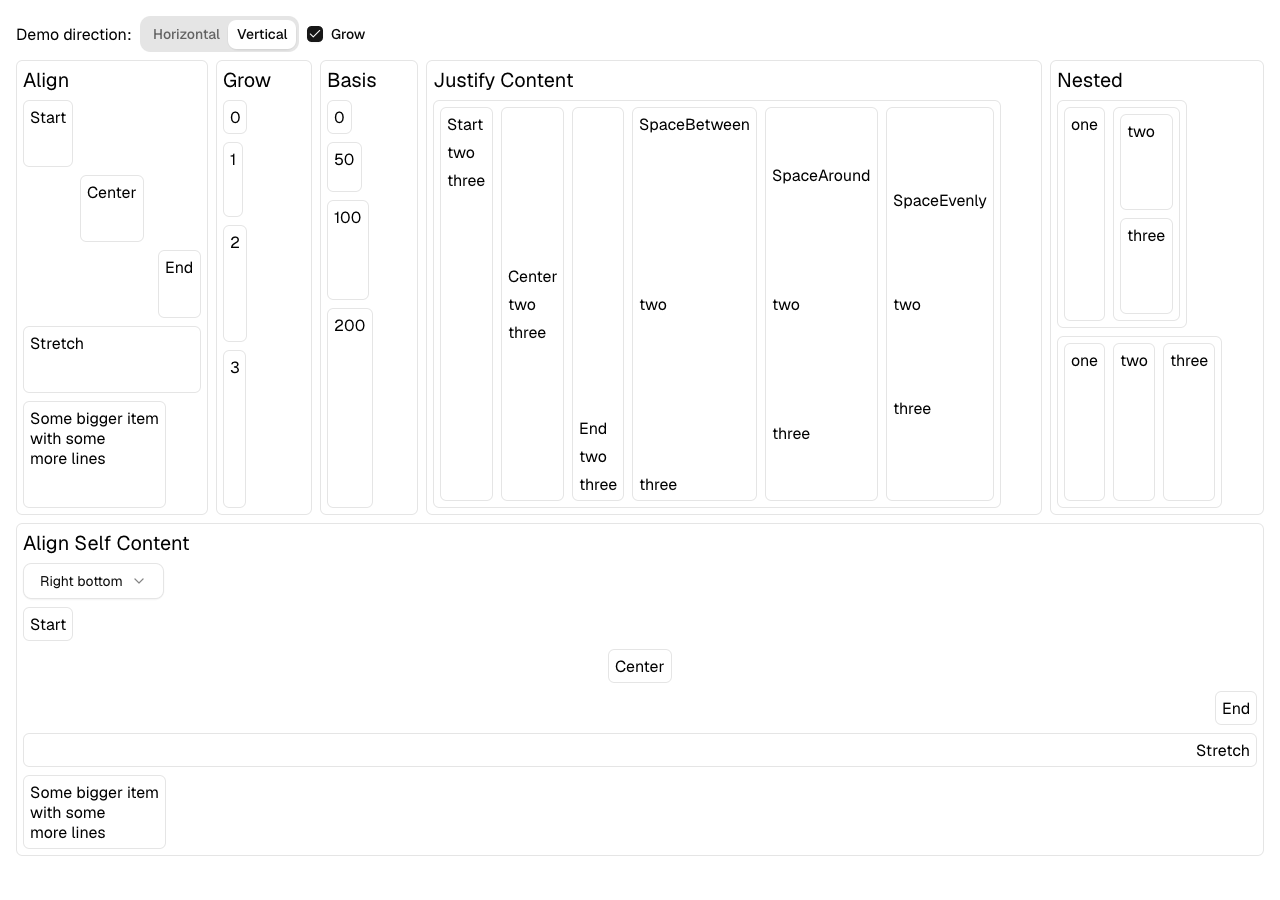 Demo direction: Horizontal Vertical Grow
Align
Start
Center
End
Stretch
Some bigger item
with some
more lines
Grow
0
1
2
3
Basis
0
50
100
200
Justify Content
Start
two
three
Center
two
three
End
two
three
SpaceBetween
two
three
SpaceAround
two
three
SpaceEvenly
two
three
Nested
one
two
three
one
two
three
Align Self Content
Right bottom
Start
Center
End
Stretch
Some bigger item
with some
more lines